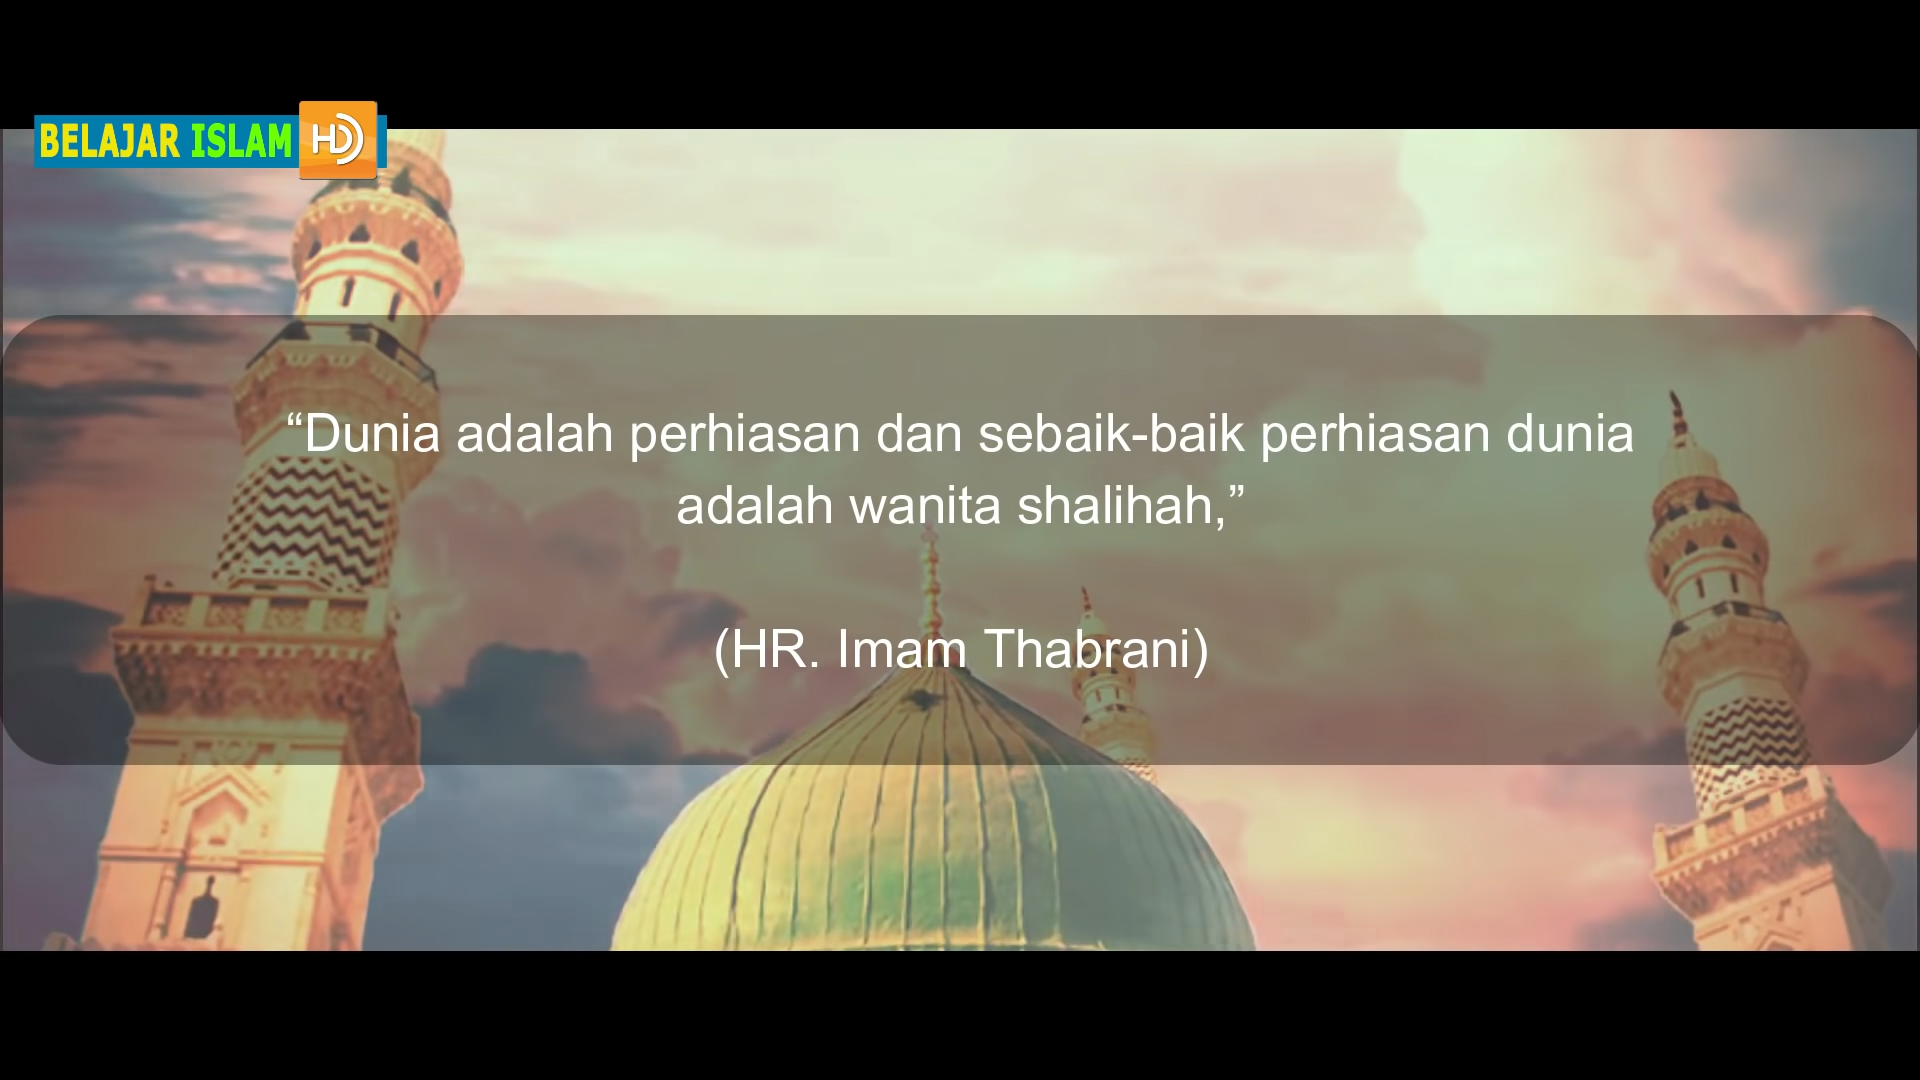 BELAJAR ISLAM HD
“Dunia adalah perhiasan dan sebaik-baik perhiasan dunia
adalah wanita shalihah,”
(HR. Imam Thabrani)